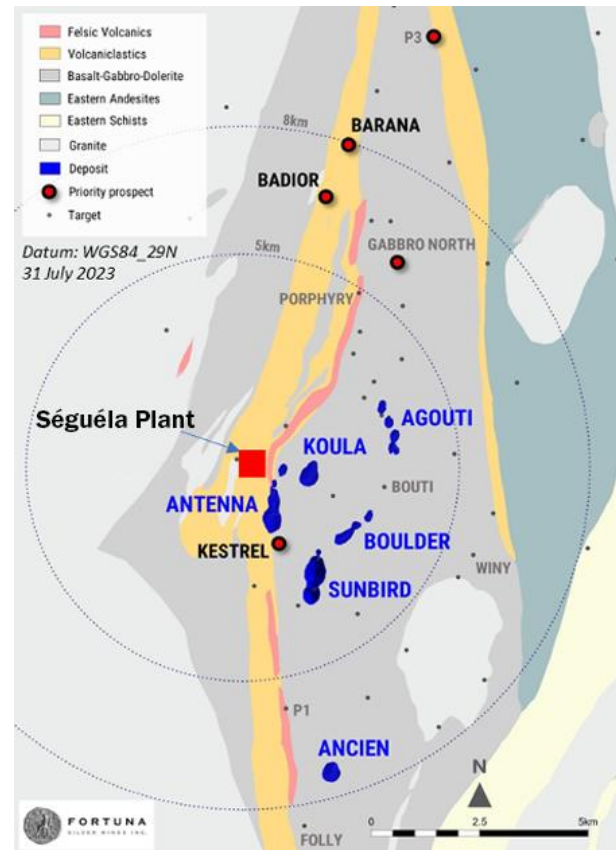 Felsic Volcanics
Volcaniclastics
Basalt-Gabbro-Dolerite
Eastern Andesites
Eastern Schists
Granite
Deposit
Priority prospect
Target
Datum: WGS84_29N
31 July 2023
P3
8km
BARANA
BADIOR
5km
GABBRO NORTH
PORPHYRY
Séguéla Plant
AGOUTI
KOULA
BOUTI
ANTENNA
BOULDER
KESTREL
WINY
SUNBIRD
P1
ANCIEN
N
FOLLY
0 2.5 5km
FORTUNA
SILVER MINES INC.